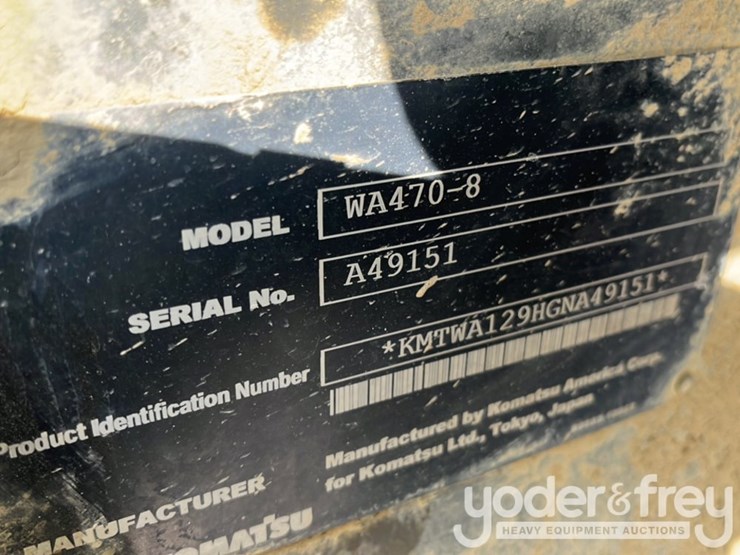 MODEL WA470-8
SERIAL No. A49151
Product Identification Number *KMTWA129HGNA49151*
MANUFACTURER
Manufactured by Komatsu America Corp.
for Komatsu Ltd., Tokyo, Japan
KOMATSU
yoder&frey
HEAVY EQUIPMENT AUCTIONS